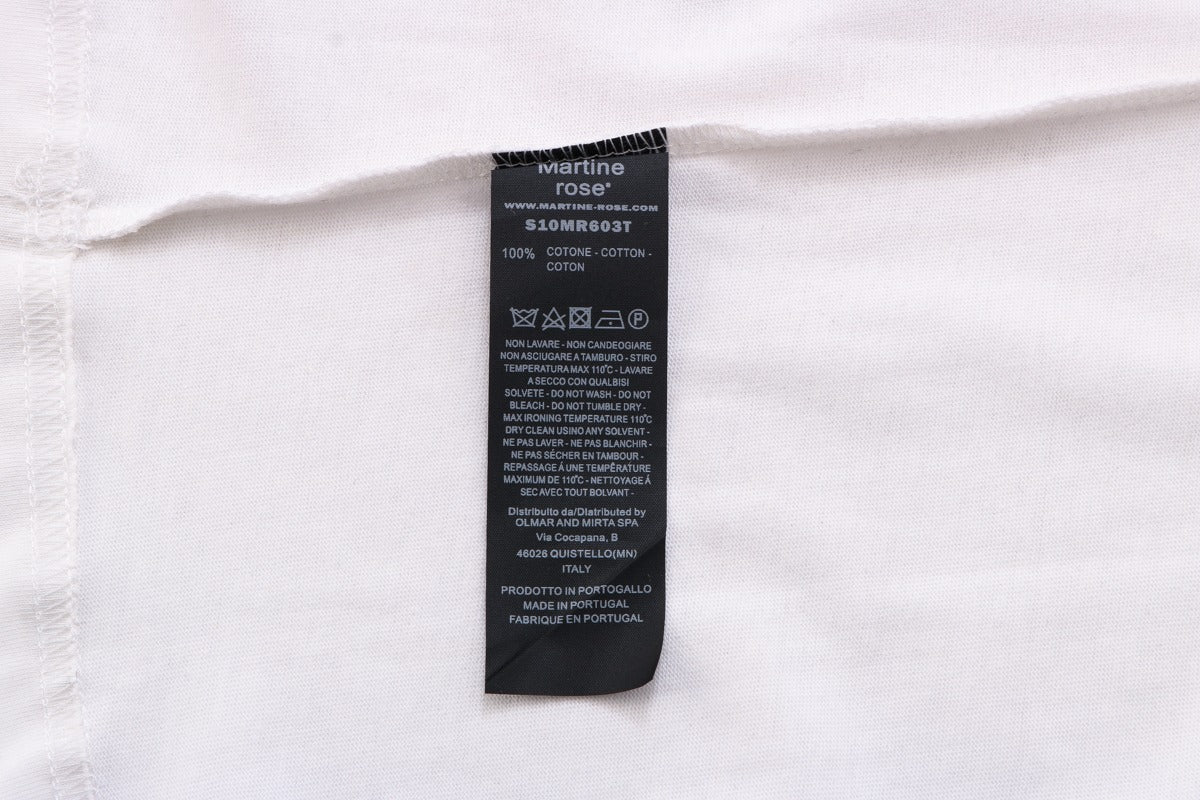 Martine
rose®
WWW.MARTINE-ROSE.COM
S10MR603T
100% COTONE - COTTON -
COTON
P
NON LAVARE - NON CANDEOGIARE
NON ASCIUGARE A TAMBURO - STIRO
TEMPERATURA MAX 110°C - LAVARE
A SECCO CON QUALBISI
SOLVETE - DO NOT WASH - DO NOT
BLEACH - DO NOT TUMBLE DRY -
MAX IRONING TEMPERATURE 110°C
DRY CLEAN USINO ANY SOLVENT -
NE PAS LAVER - NE PAS BLANCHIR -
NE PAS SÉCHER EN TAMBOUR -
REPASSAGE Á UNE TEMPÊRATURE
MAXIMUM DE 110°C - NETTOYAGE Á
SEC AVEC TOUT BOLVANT -
Distribulto da/Distributed by
OLMAR AND MIRTA SPA
Via Cocapana, B
46026 QUISTELLO(MN)
ITALY
PRODOTTO IN PORTOGALLO
MADE IN PORTUGAL
FABRIQUE EN PORTUGAL